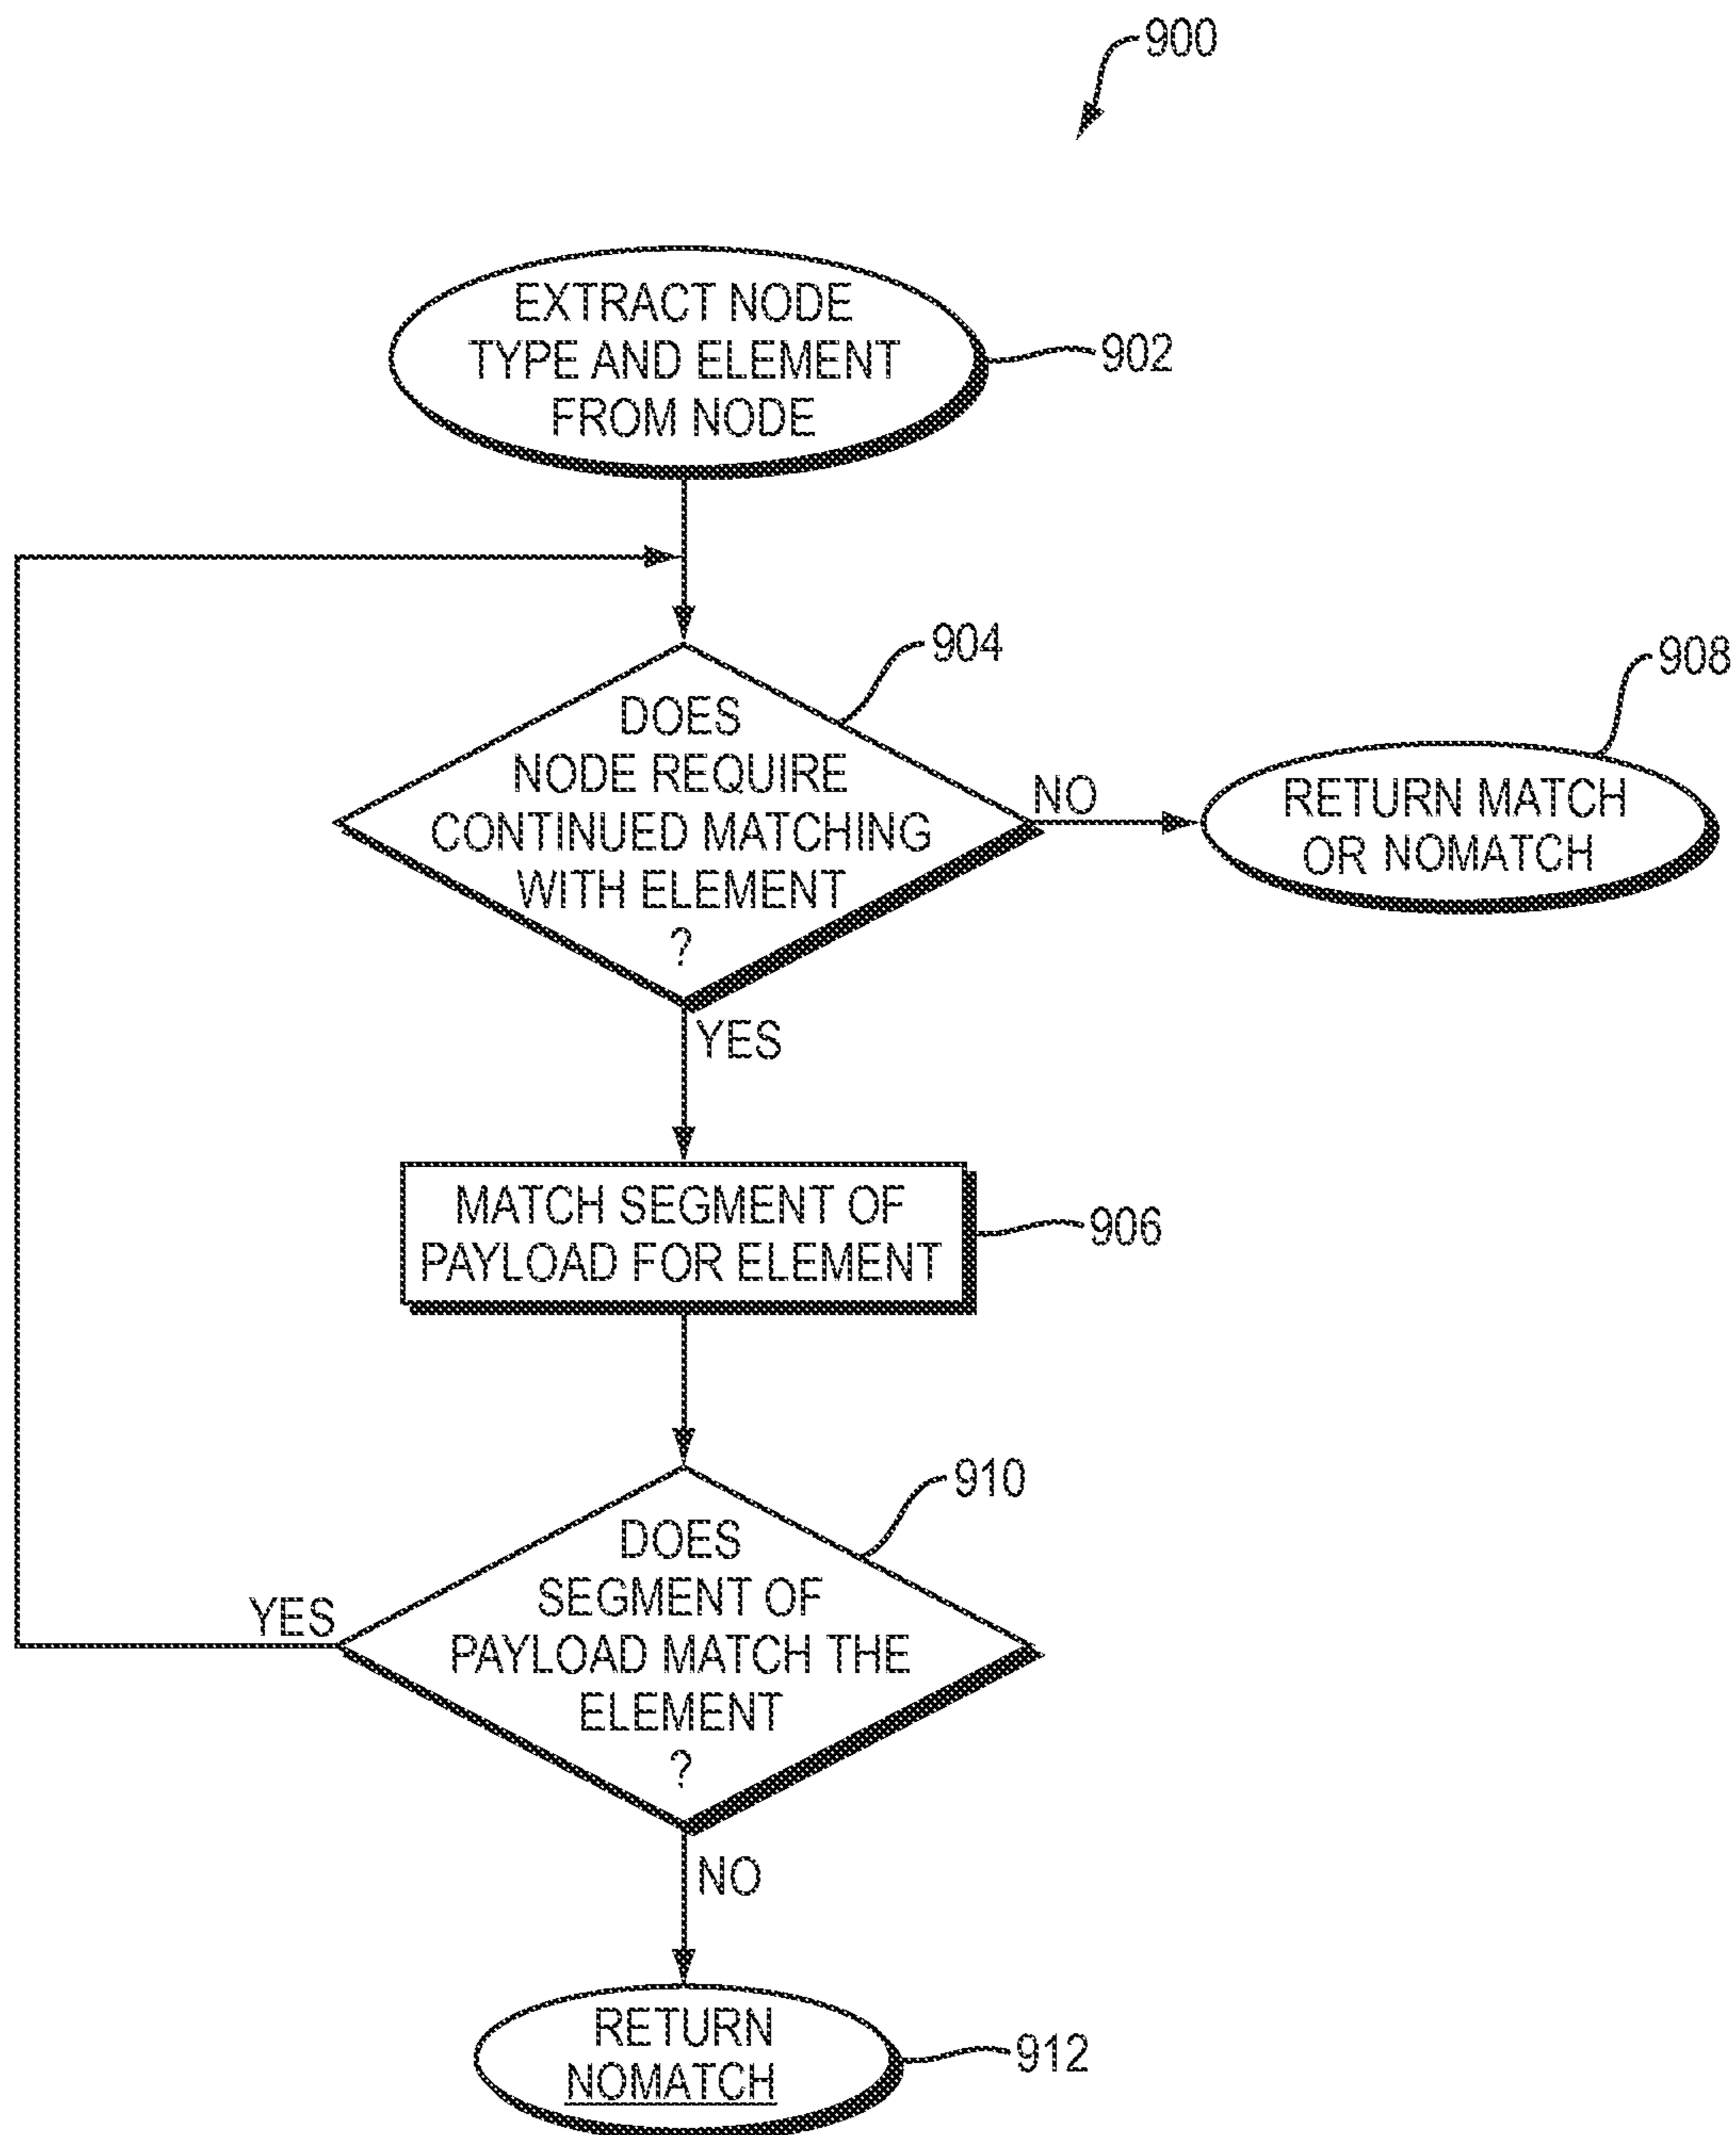 900
EXTRACT NODE
TYPE AND ELEMENT
FROM NODE
902
904
DOES
NODE REQUIRE
CONTINUED MATCHING
WITH ELEMENT
?
NO
908
RETURN MATCH
OR NOMATCH
YES
MATCH SEGMENT OF
PAYLOAD FOR ELEMENT
906
910
DOES
SEGMENT OF
PAYLOAD MATCH THE
ELEMENT
?
YES
NO
RETURN
NOMATCH
912